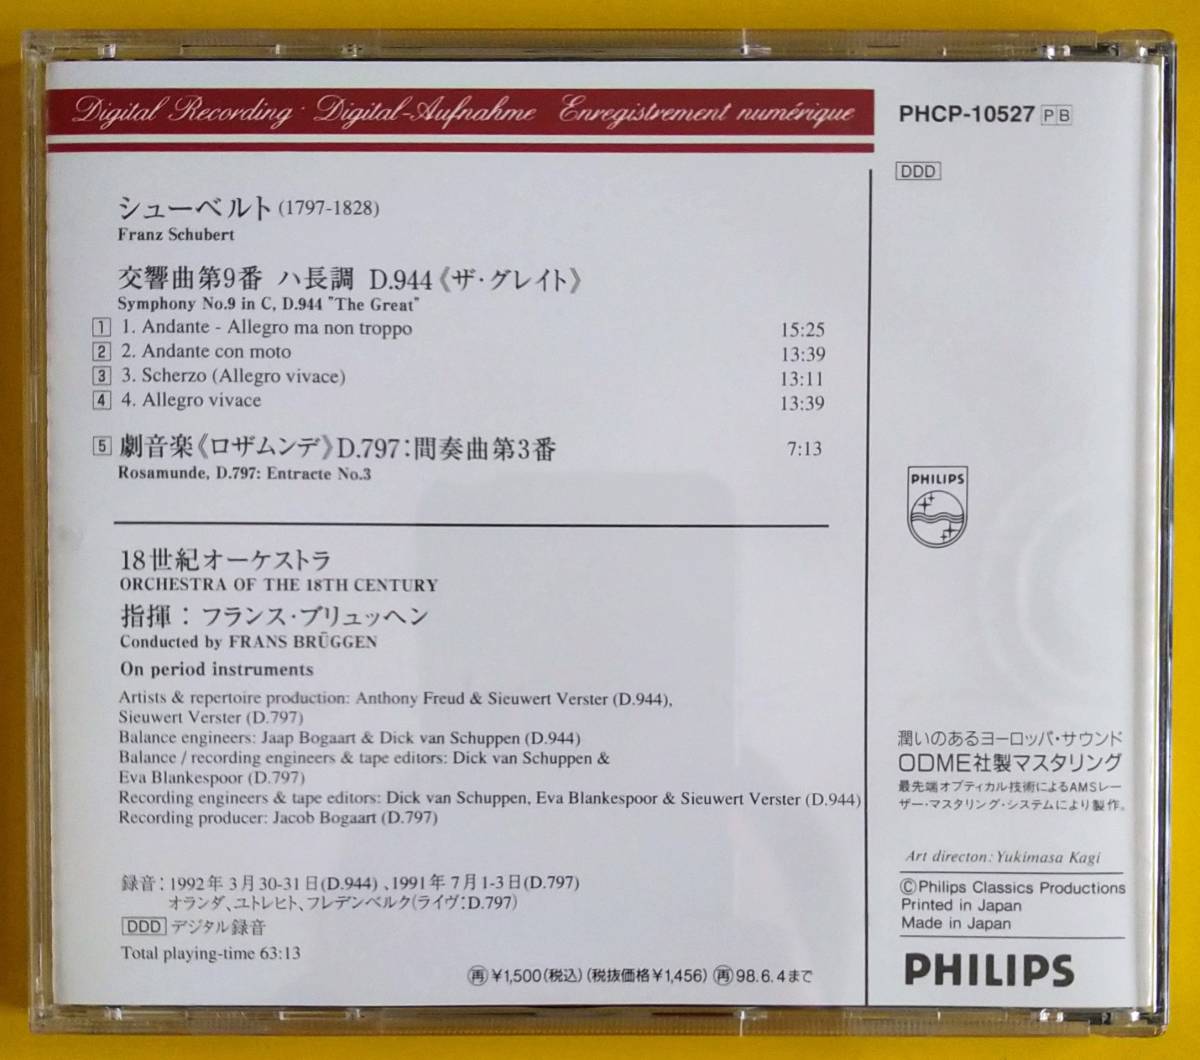 Digital Recording · Digital-Aufnahme Enregistrement numérique
PHCP-10527 PB
DDD
シューベルト (1797-1828)
Franz Schubert
交響曲第9番 ハ長調 D.944《ザ・グレイト》
Symphony No.9 in C, D.944 "The Great"
1 1. Andante - Allegro ma non troppo 15:25
2 2. Andante con moto 13:39
3 3. Scherzo (Allegro vivace) 13:11
4 4. Allegro vivace 13:39
5 劇音楽《ロザムンデ》D.797:間奏曲第3番 7:13
Rosamunde, D.797: Entracte No.3
18世紀オーケストラ
ORCHESTRA OF THE 18TH CENTURY
指揮:フランス・ブリュッヘン
Conducted by FRANS BRÜGGEN
On period instruments
Artists & repertoire production: Anthony Freud & Sieuwert Verster (D.944),
Sieuwert Verster (D.797)
Balance engineers: Jaap Bogaart & Dick van Schuppen (D.944)
Balance / recording engineers & tape editors: Dick van Schuppen &
Eva Blankespoor (D.797)
Recording engineers & tape editors: Dick van Schuppen, Eva Blankespoor & Sieuwert Verster (D.944)
Recording producer: Jacob Bogaart (D.797)
録音:1992年3月30-31日(D.944)、1991年7月1-3日(D.797)
オランダ、ユトレヒト、フレデンベルク(ライヴ:D.797)
DDD デジタル録音
Total playing-time 63:13
再¥1,500(税込)(税抜価格¥1,456) 再98.6.4まで
PHILIPS
潤いのあるヨーロッパ・サウンド
ODME社製マスタリング
最先端オプティカル技術によるAMSレー
ザー・マスタリング・システムにより製作。
Art directon: Yukimasa Kagi
©Philips Classics Productions
Printed in Japan
Made in Japan
PHILIPS